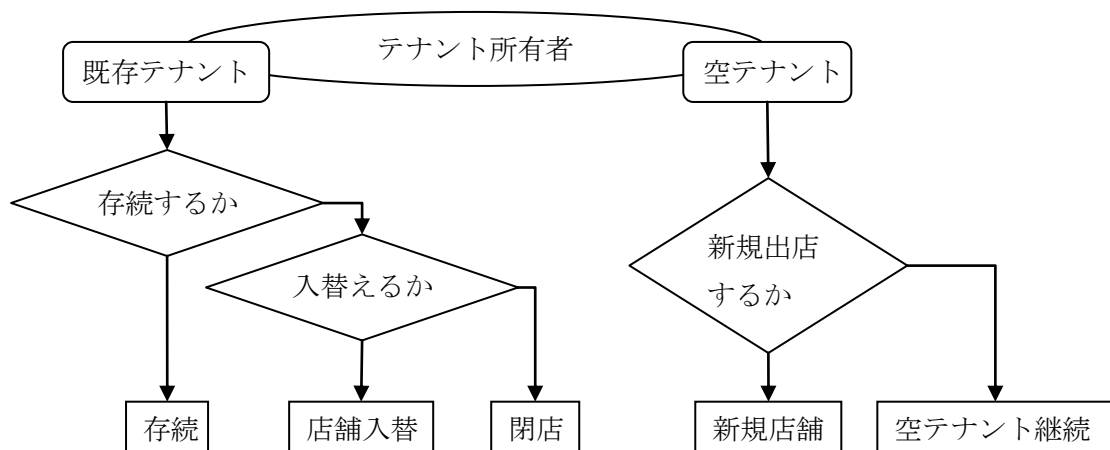 テナント所有者
既存テナント
空テナント
存続するか
入替えるか
新規出店
するか
存続
店舗入替
閉店
新規店舗
空テナント継続